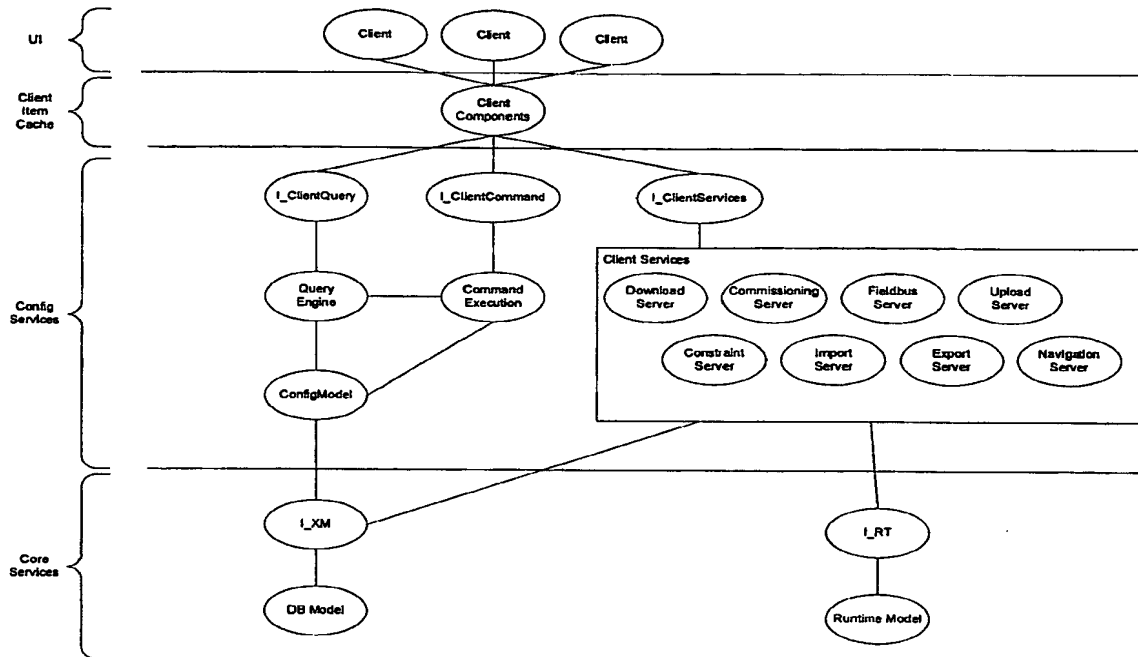 UI
Client
Client
Client
Client
Item
Cache
Client
Components
Config
Services
I_ClientQuery
I_ClientCommand
I_ClientServices
Query
Engine
Command
Execution
ConfigModel
Client Services
Download
Server
Commissioning
Server
Fieldbus
Server
Upload
Server
Constraint
Server
Import
Server
Export
Server
Navigation
Server
Core
Services
I_XM
I_RT
DB Model
Runtime Model